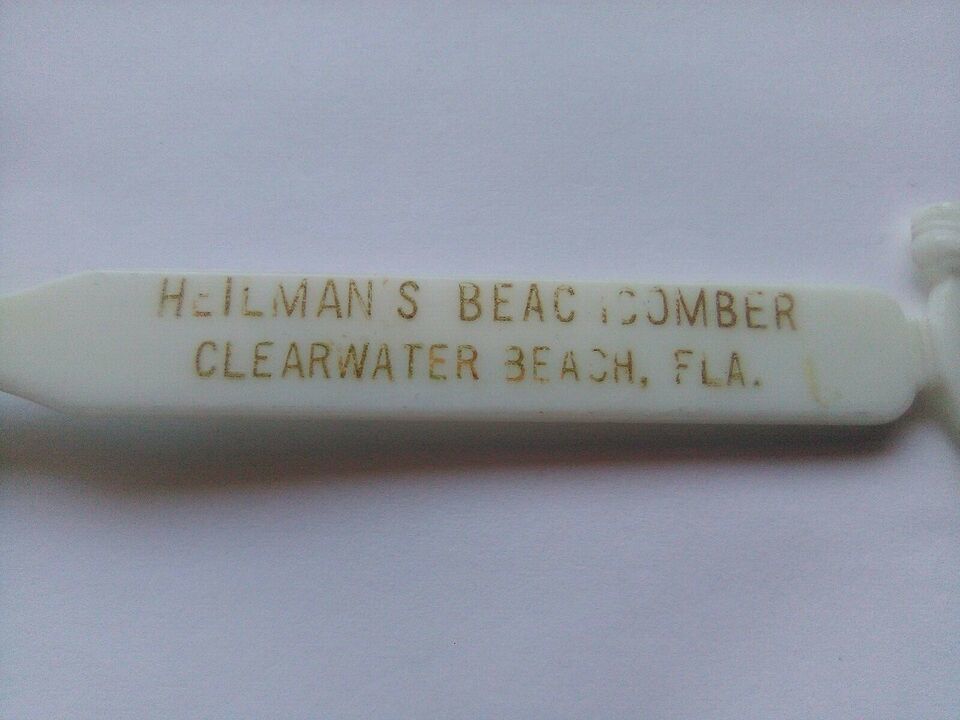 HEILMAN'S BEACHCOMBER
CLEARWATER BEACH, FLA.